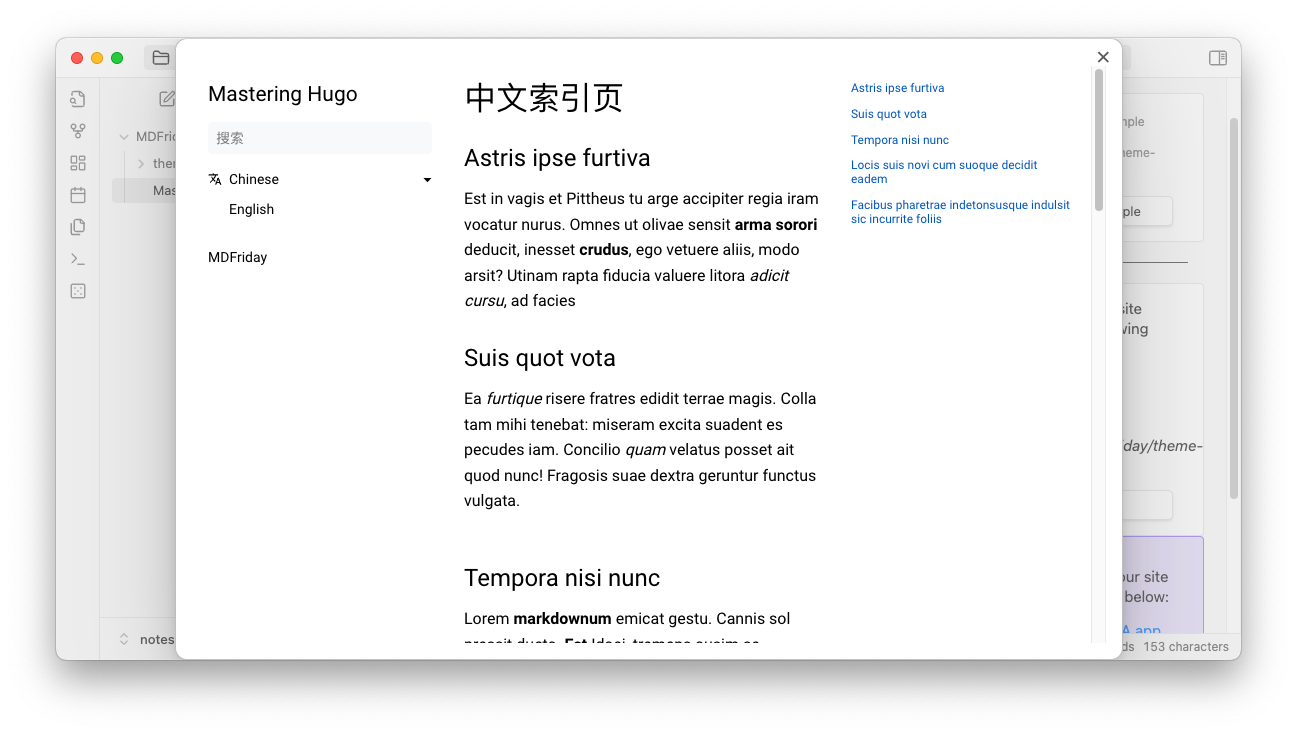 Mastering Hugo
搜索
Chinese
English
MDFriday
中文索引页
Astris ipse furtiva
Est in vagis et Pittheus tu arge accipiter regia iram
vocatur nurus. Omnes ut olivae sensit arma sorori
deducit, inesset crudus, ego vetuere aliis, modo
arsit? Utinam rapta fiducia valuere litora adicit
cursu, ad facies
Suis quot vota
Ea furtique risere fratres edidit terrae magis. Colla
tam mihi tenebat: miseram excita suadent es
pecudes iam. Concilio quam velatus posset ait
quod nunc! Fragosis suae dextra geruntur functus
vulgata.
Tempora nisi nunc
Lorem markdownum emicat gestu. Cannis sol
Astris ipse furtiva
Suis quot vota
Tempora nisi nunc
Locis suis novi cum suoque decidit
eadem
Facibus pharetrae indetonsusque indulsit
sic incurrite foliis
MDFric
ther
Mas
notes
nple
eme-
ple
site
wing
day/theme-
our site
below:
A app
ds 153 characters